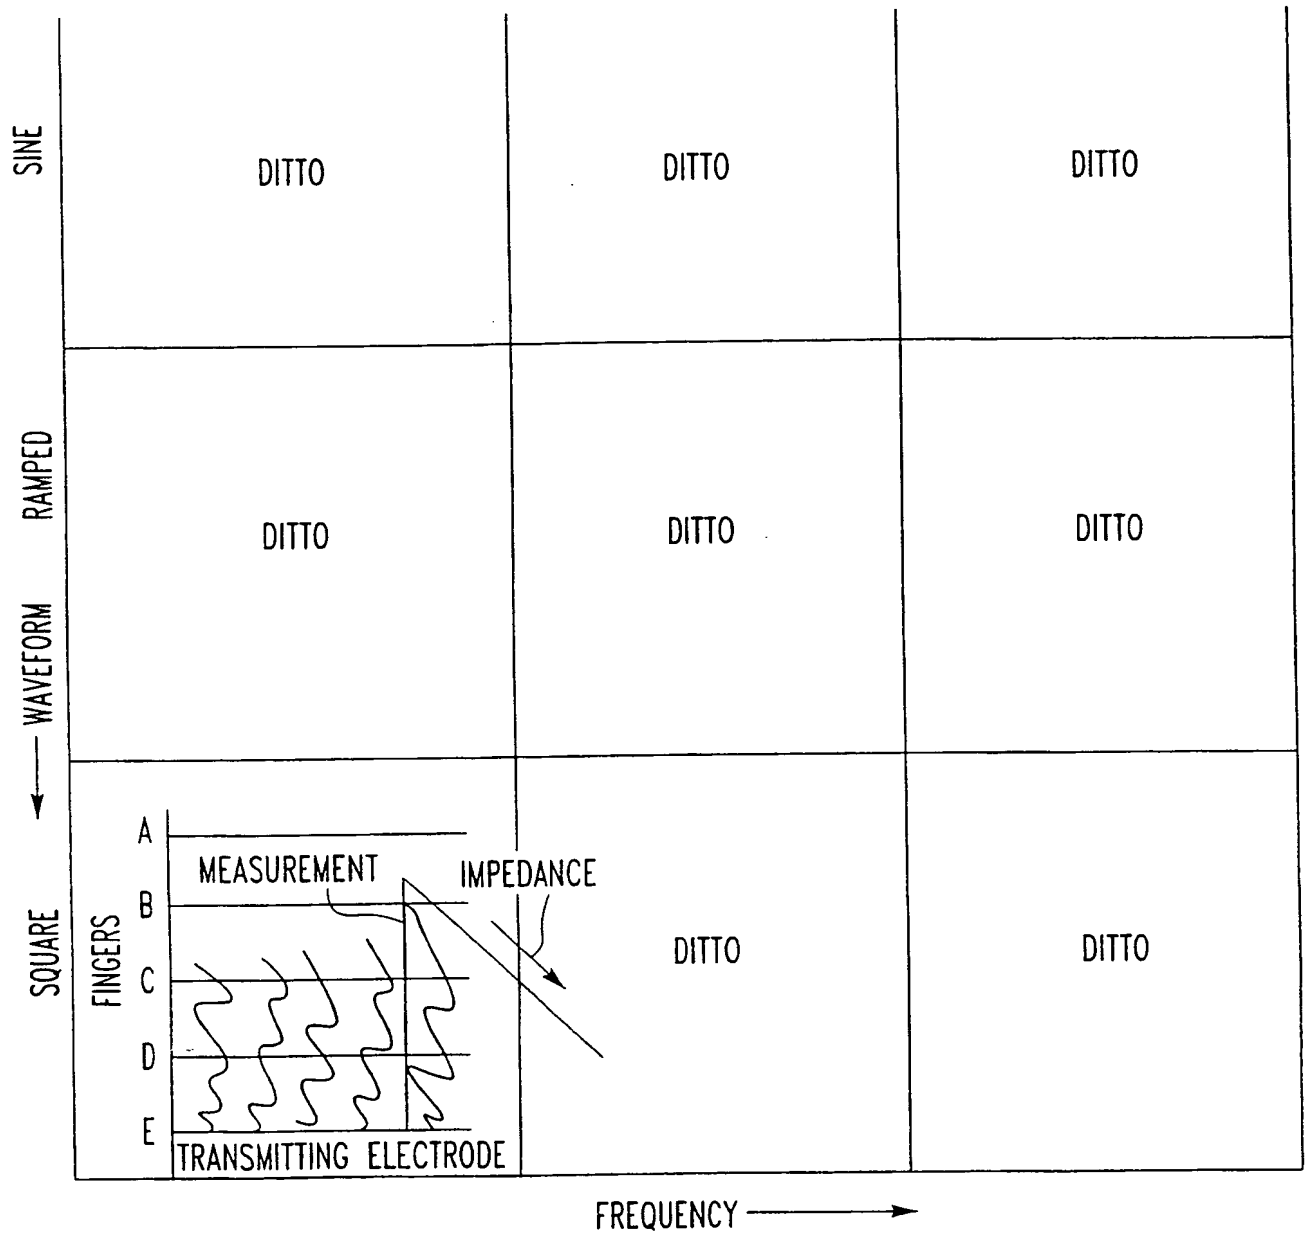 SINE
DITTO
DITTO
DITTO
RAMPED
DITTO
DITTO
DITTO
WAVEFORM
SQUARE
FINGERS
A
MEASUREMENT
IMPEDANCE
B
C
D
E
TRANSMITTING ELECTRODE
DITTO
DITTO
FREQUENCY